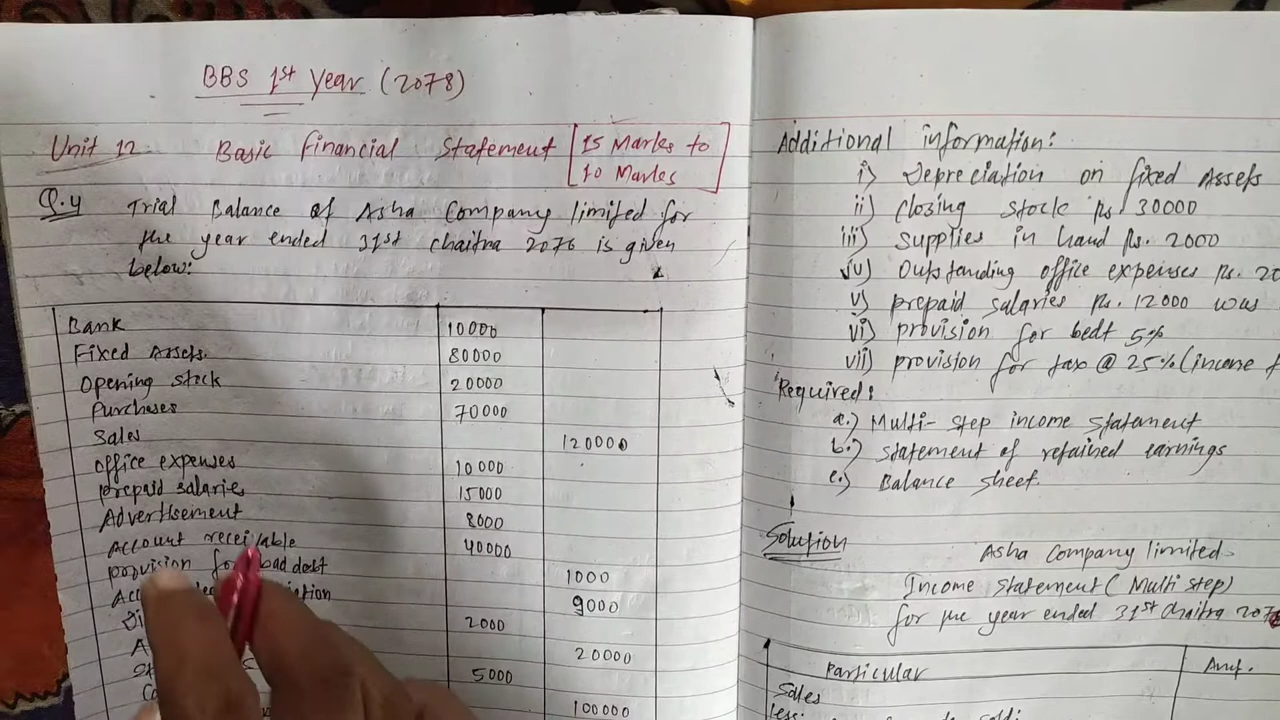 BBS 1st Year (2078)
Unit 12 Basic Financial Statement [15 Marks to 10 Marks]
Q.4 Trial Balance of Asha Company limited for
the year ended 31st Chaitra 2076 is given
below:
Bank 10000
Fixed Assets. 80000
Opening stock 20000
Purchases 70000
Sales 120000
Office expenses 10000
prepaid salaries 15000
Advertisement 8000
Account receivable 40000
provision for bad debt 1000
9000
2000
20000
5000
100000
Additional information:
i) Depreciation on fixed Assets
ii) Closing stock Rs. 30000
iii) Supplies in hand Rs. 2000
iv) Outstanding office expenses Rs. 20
v) prepaid salaries Rs. 12000 was
vi) provision for bedt 5%
vii) provision for tax @ 25% (income
Required:
a.) Multi-step income statement
b.) Statement of retained earnings
c.) Balance sheet.
Solution
Asha Company limited.
Income statement (Multi step)
for the year ended 31st Chaitra 207
Particular Amt.
Sales
Less: